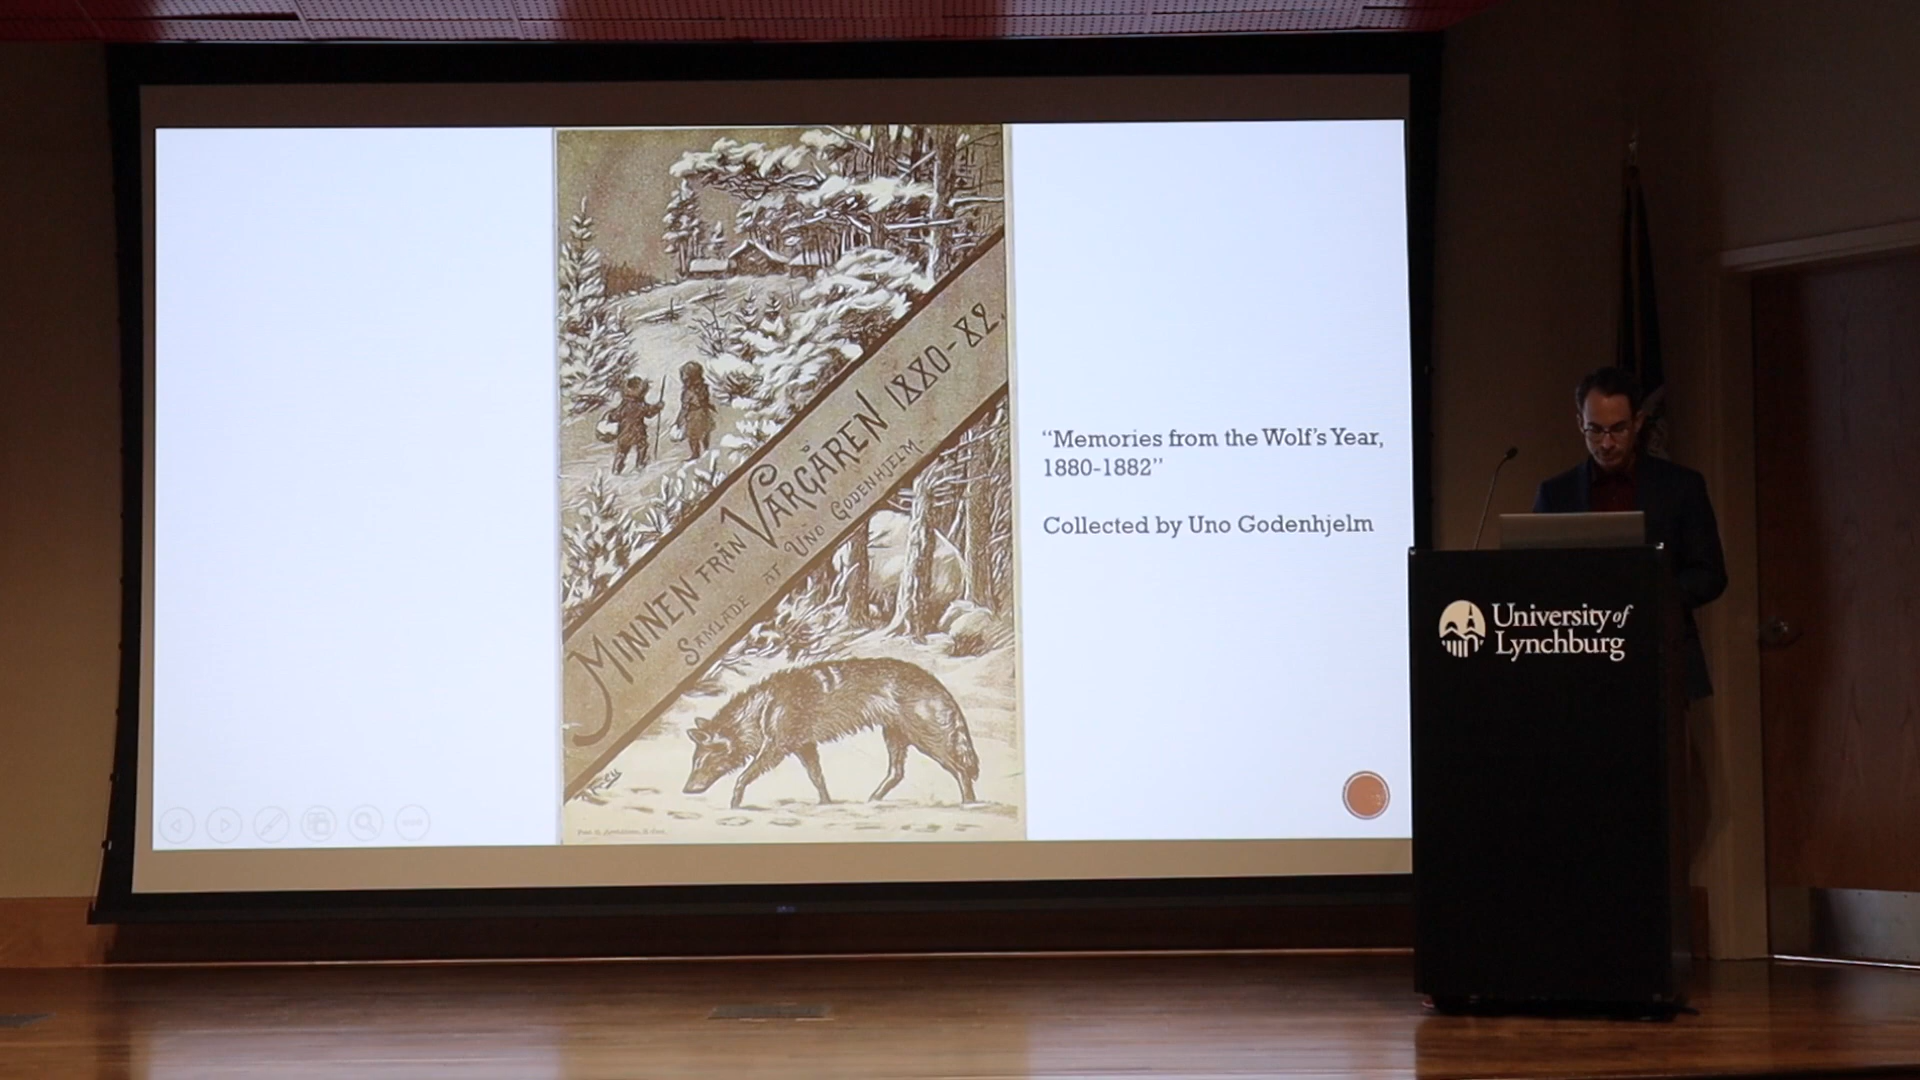 MINNEN FRÅN VARGÅREN 1880-82.
SAMLADE AF UNO GODENHJELM
“Memories from the Wolf’s Year,
1880-1882”
Collected by Uno Godenhjelm
University of
Lynchburg